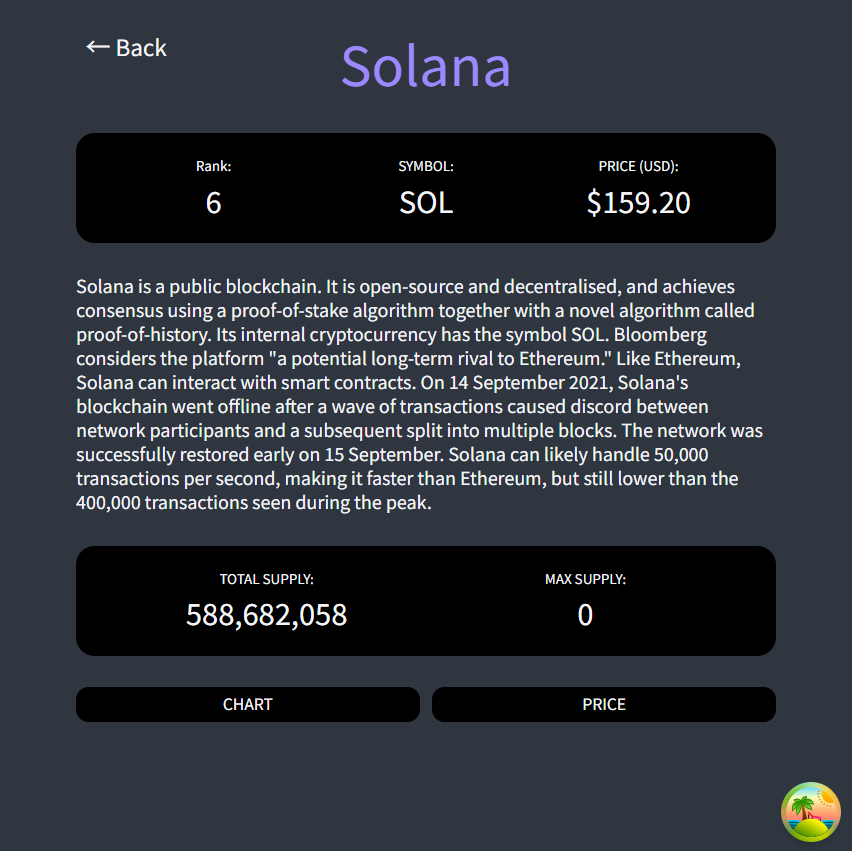 ← Back
Solana
Rank: SYMBOL: PRICE (USD):
6 SOL $159.20
Solana is a public blockchain. It is open-source and decentralised, and achieves
consensus using a proof-of-stake algorithm together with a novel algorithm called
proof-of-history. Its internal cryptocurrency has the symbol SOL. Bloomberg
considers the platform "a potential long-term rival to Ethereum." Like Ethereum,
Solana can interact with smart contracts. On 14 September 2021, Solana's
blockchain went offline after a wave of transactions caused discord between
network participants and a subsequent split into multiple blocks. The network was
successfully restored early on 15 September. Solana can likely handle 50,000
transactions per second, making it faster than Ethereum, but still lower than the
400,000 transactions seen during the peak.
TOTAL SUPPLY: MAX SUPPLY:
588,682,058 0
CHART PRICE